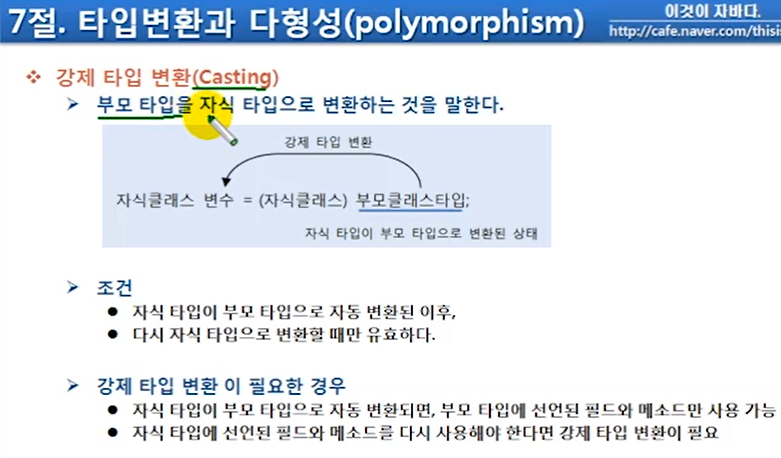 7절. 타입변환과 다형성(polymorphism)
이것이 자바다.
http://cafe.naver.com/thisis
❖ 강제 타입 변환(Casting)
➢ 부모 타입을 자식 타입으로 변환하는 것을 말한다.
강제 타입 변환
자식클래스 변수 = (자식클래스) 부모클래스타입;
자식 타입이 부모 타입으로 변환된 상태
➢ 조건
● 자식 타입이 부모 타입으로 자동 변환된 이후,
● 다시 자식 타입으로 변환할 때만 유효하다.
➢ 강제 타입 변환 이 필요한 경우
● 자식 타입이 부모 타입으로 자동 변환되면, 부모 타입에 선언된 필드와 메소드만 사용 가능
● 자식 타입에 선언된 필드와 메소드를 다시 사용해야 한다면 강제 타입 변환이 필요